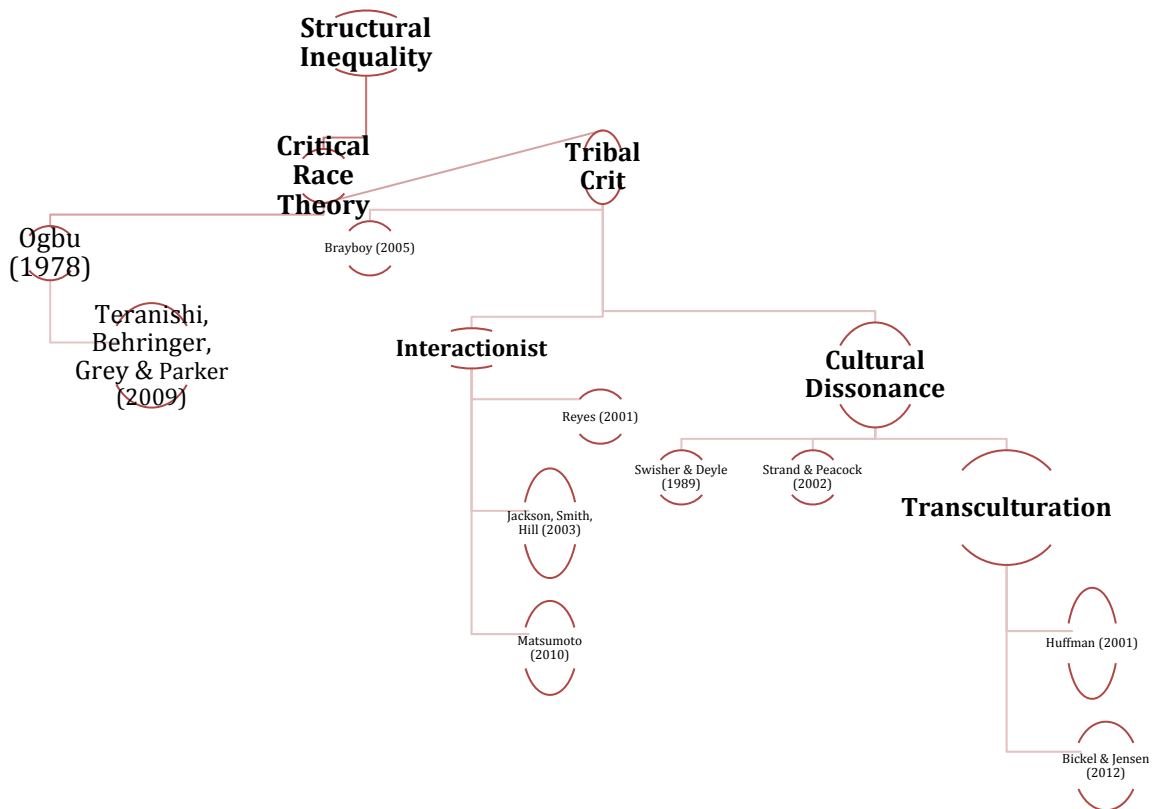 Structural
Inequality
Critical
Race
Theory
Tribal
Crit
Ogbu
(1978)
Brayboy (2005)
Teranishi,
Behringer,
Grey & Parker
(2009)
Interactionist
Cultural
Dissonance
Reyes (2001)
Swisher & Deyle
(1989)
Strand & Peacock
(2002)
Transculturation
Jackson, Smith,
Hill (2003)
Matsumoto
(2010)
Huffman (2001)
Bickel & Jensen
(2012)